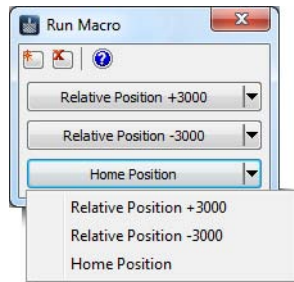 Run Macro
Relative Position +3000
Relative Position -3000
Home Position
Relative Position +3000
Relative Position -3000
Home Position